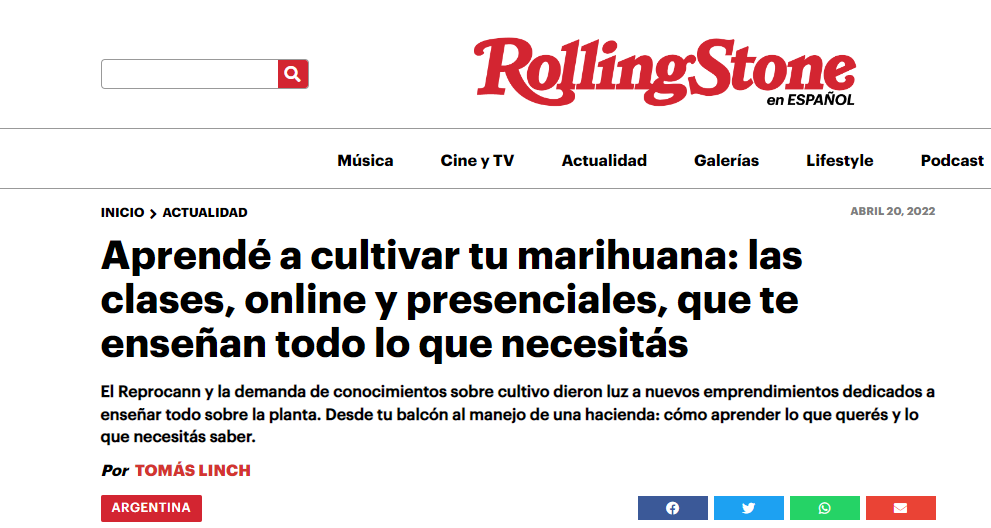 RollingStone
en ESPAÑOL
Música Cine y TV Actualidad Galerías Lifestyle Podcast
INICIO > ACTUALIDAD
ABRIL 20, 2022
Aprendé a cultivar tu marihuana: las
clases, online y presenciales, que te
enseñan todo lo que necesitás
El Reprocann y la demanda de conocimientos sobre cultivo dieron luz a nuevos emprendimientos dedicados a
enseñar todo sobre la planta. Desde tu balcón al manejo de una hacienda: cómo aprender lo que querés y lo
que necesitás saber.
Por TOMÁS LINCH
ARGENTINA